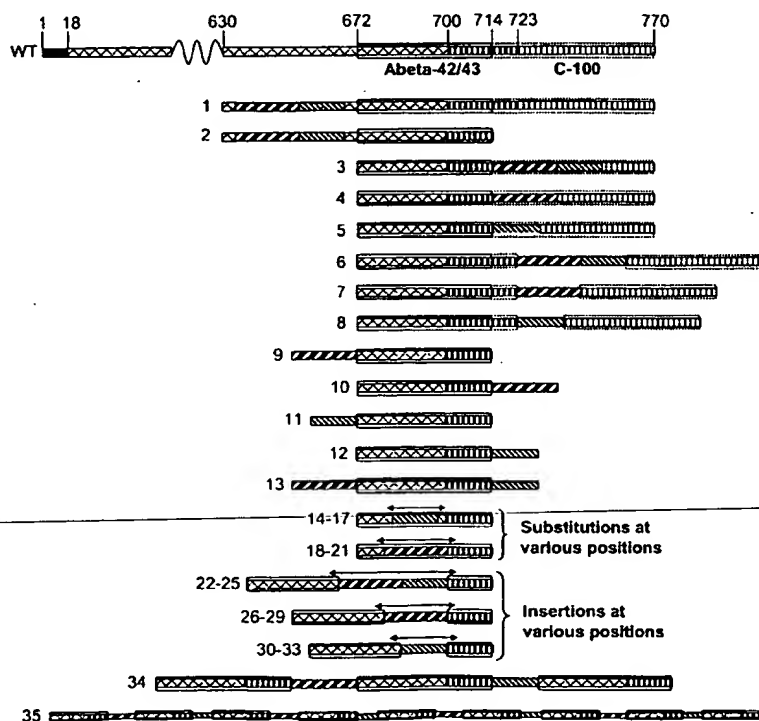 1 18 630 672 700 714 723 770
WT
Abeta-42/43 C-100
1
2
3
4
5
6
7
8
9
10
11
12
13
14-17
18-21
Substitutions at
various positions
22-25
26-29
Insertions at
various positions
30-33
34
35